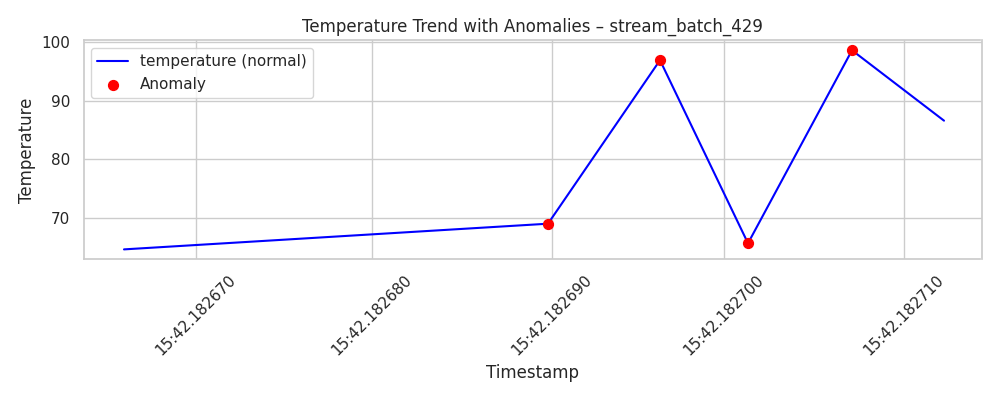 Temperature Trend with Anomalies – stream_batch_429
temperature (normal)
Anomaly
Temperature
100
90
80
70
15:42.182670
15:42.182680
15:42.182690
15:42.182700
15:42.182710
Timestamp